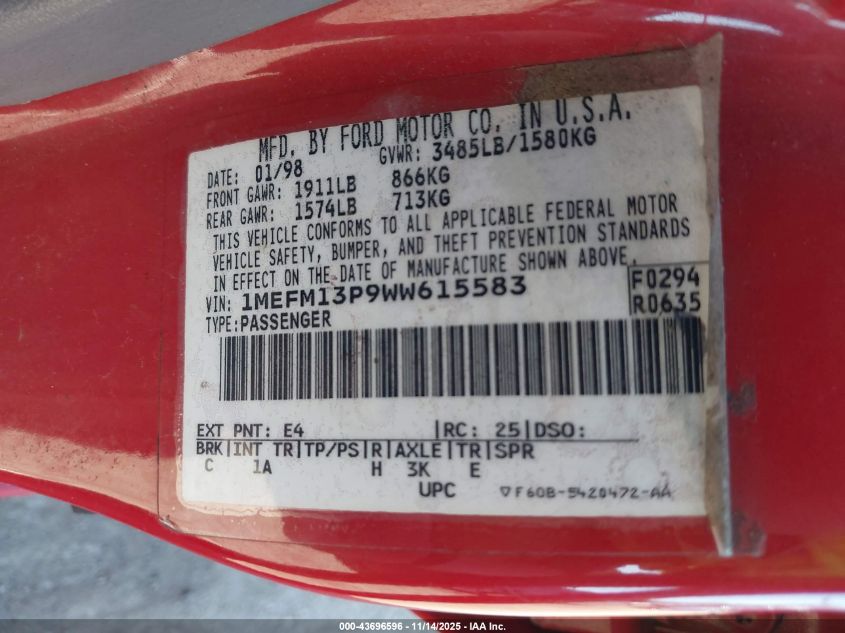 MFD. BY FORD MOTOR CO. IN U.S.A.
DATE: 01/98 GVWR: 3485LB/1580KG
FRONT GAWR: 1911LB 866KG
REAR GAWR: 1574LB 713KG
THIS VEHICLE CONFORMS TO ALL APPLICABLE FEDERAL MOTOR
VEHICLE SAFETY, BUMPER, AND THEFT PREVENTION STANDARDS
IN EFFECT ON THE DATE OF MANUFACTURE SHOWN ABOVE.
VIN: 1MEFM13P9WW615583 F0294
TYPE: PASSENGER R0635
EXT PNT: E4 |RC: 25|DSO:
BRK|INT TR|TP/PS|R|AXLE|TR|SPR
C 1A H 3K E
UPC ▽F60B-5420472-AA
000-43696596 - 11/14/2025 - IAA Inc.